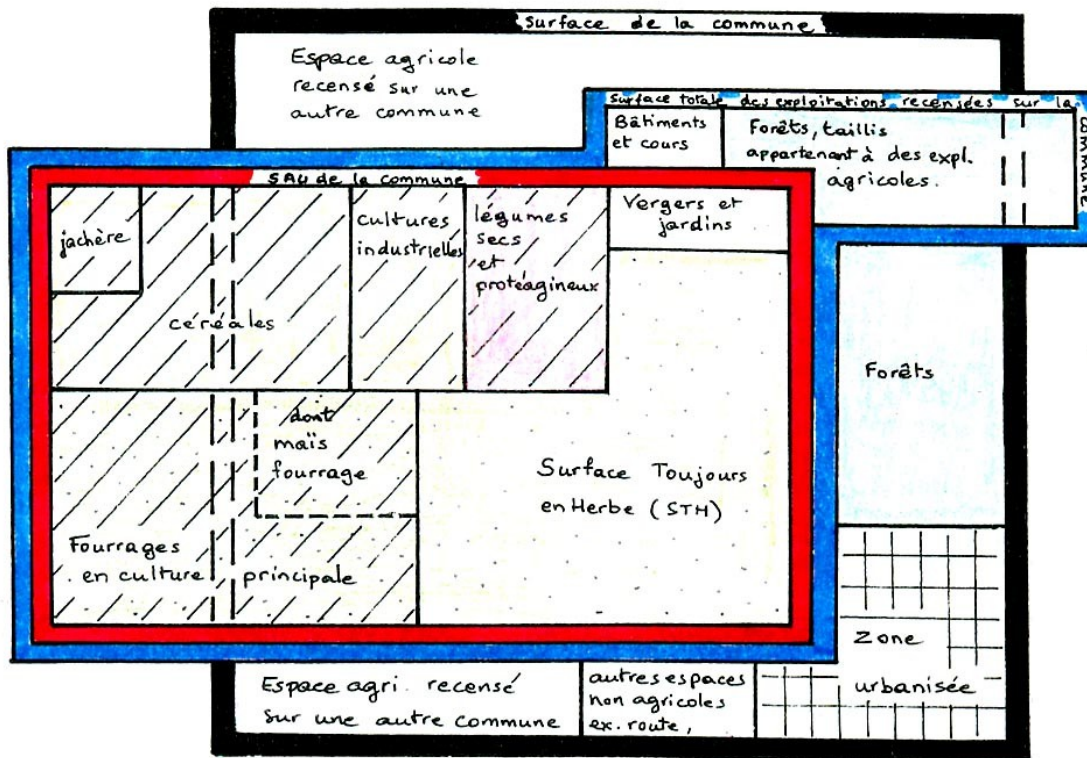 Surface de la commune
Espace agricole
recensé sur une
autre commune
Surface totale des exploitations recensées sur la
COMMUNE
Bâtiments
et cours
Forêts, taillis
appartenant à des expl.
agricoles.
SAU de la commune
jachère
céréales
cultures
industrielles
légumes
secs
et
protéagineux
Vergers et
jardins
Forêts
dont
maïs
fourrage
Surface Toujours
en Herbe (STH)
Fourrages
en culture principale
Zone
urbanisée
Espace agri. recensé
sur une autre commune
autres espaces
non agricoles
ex. route,